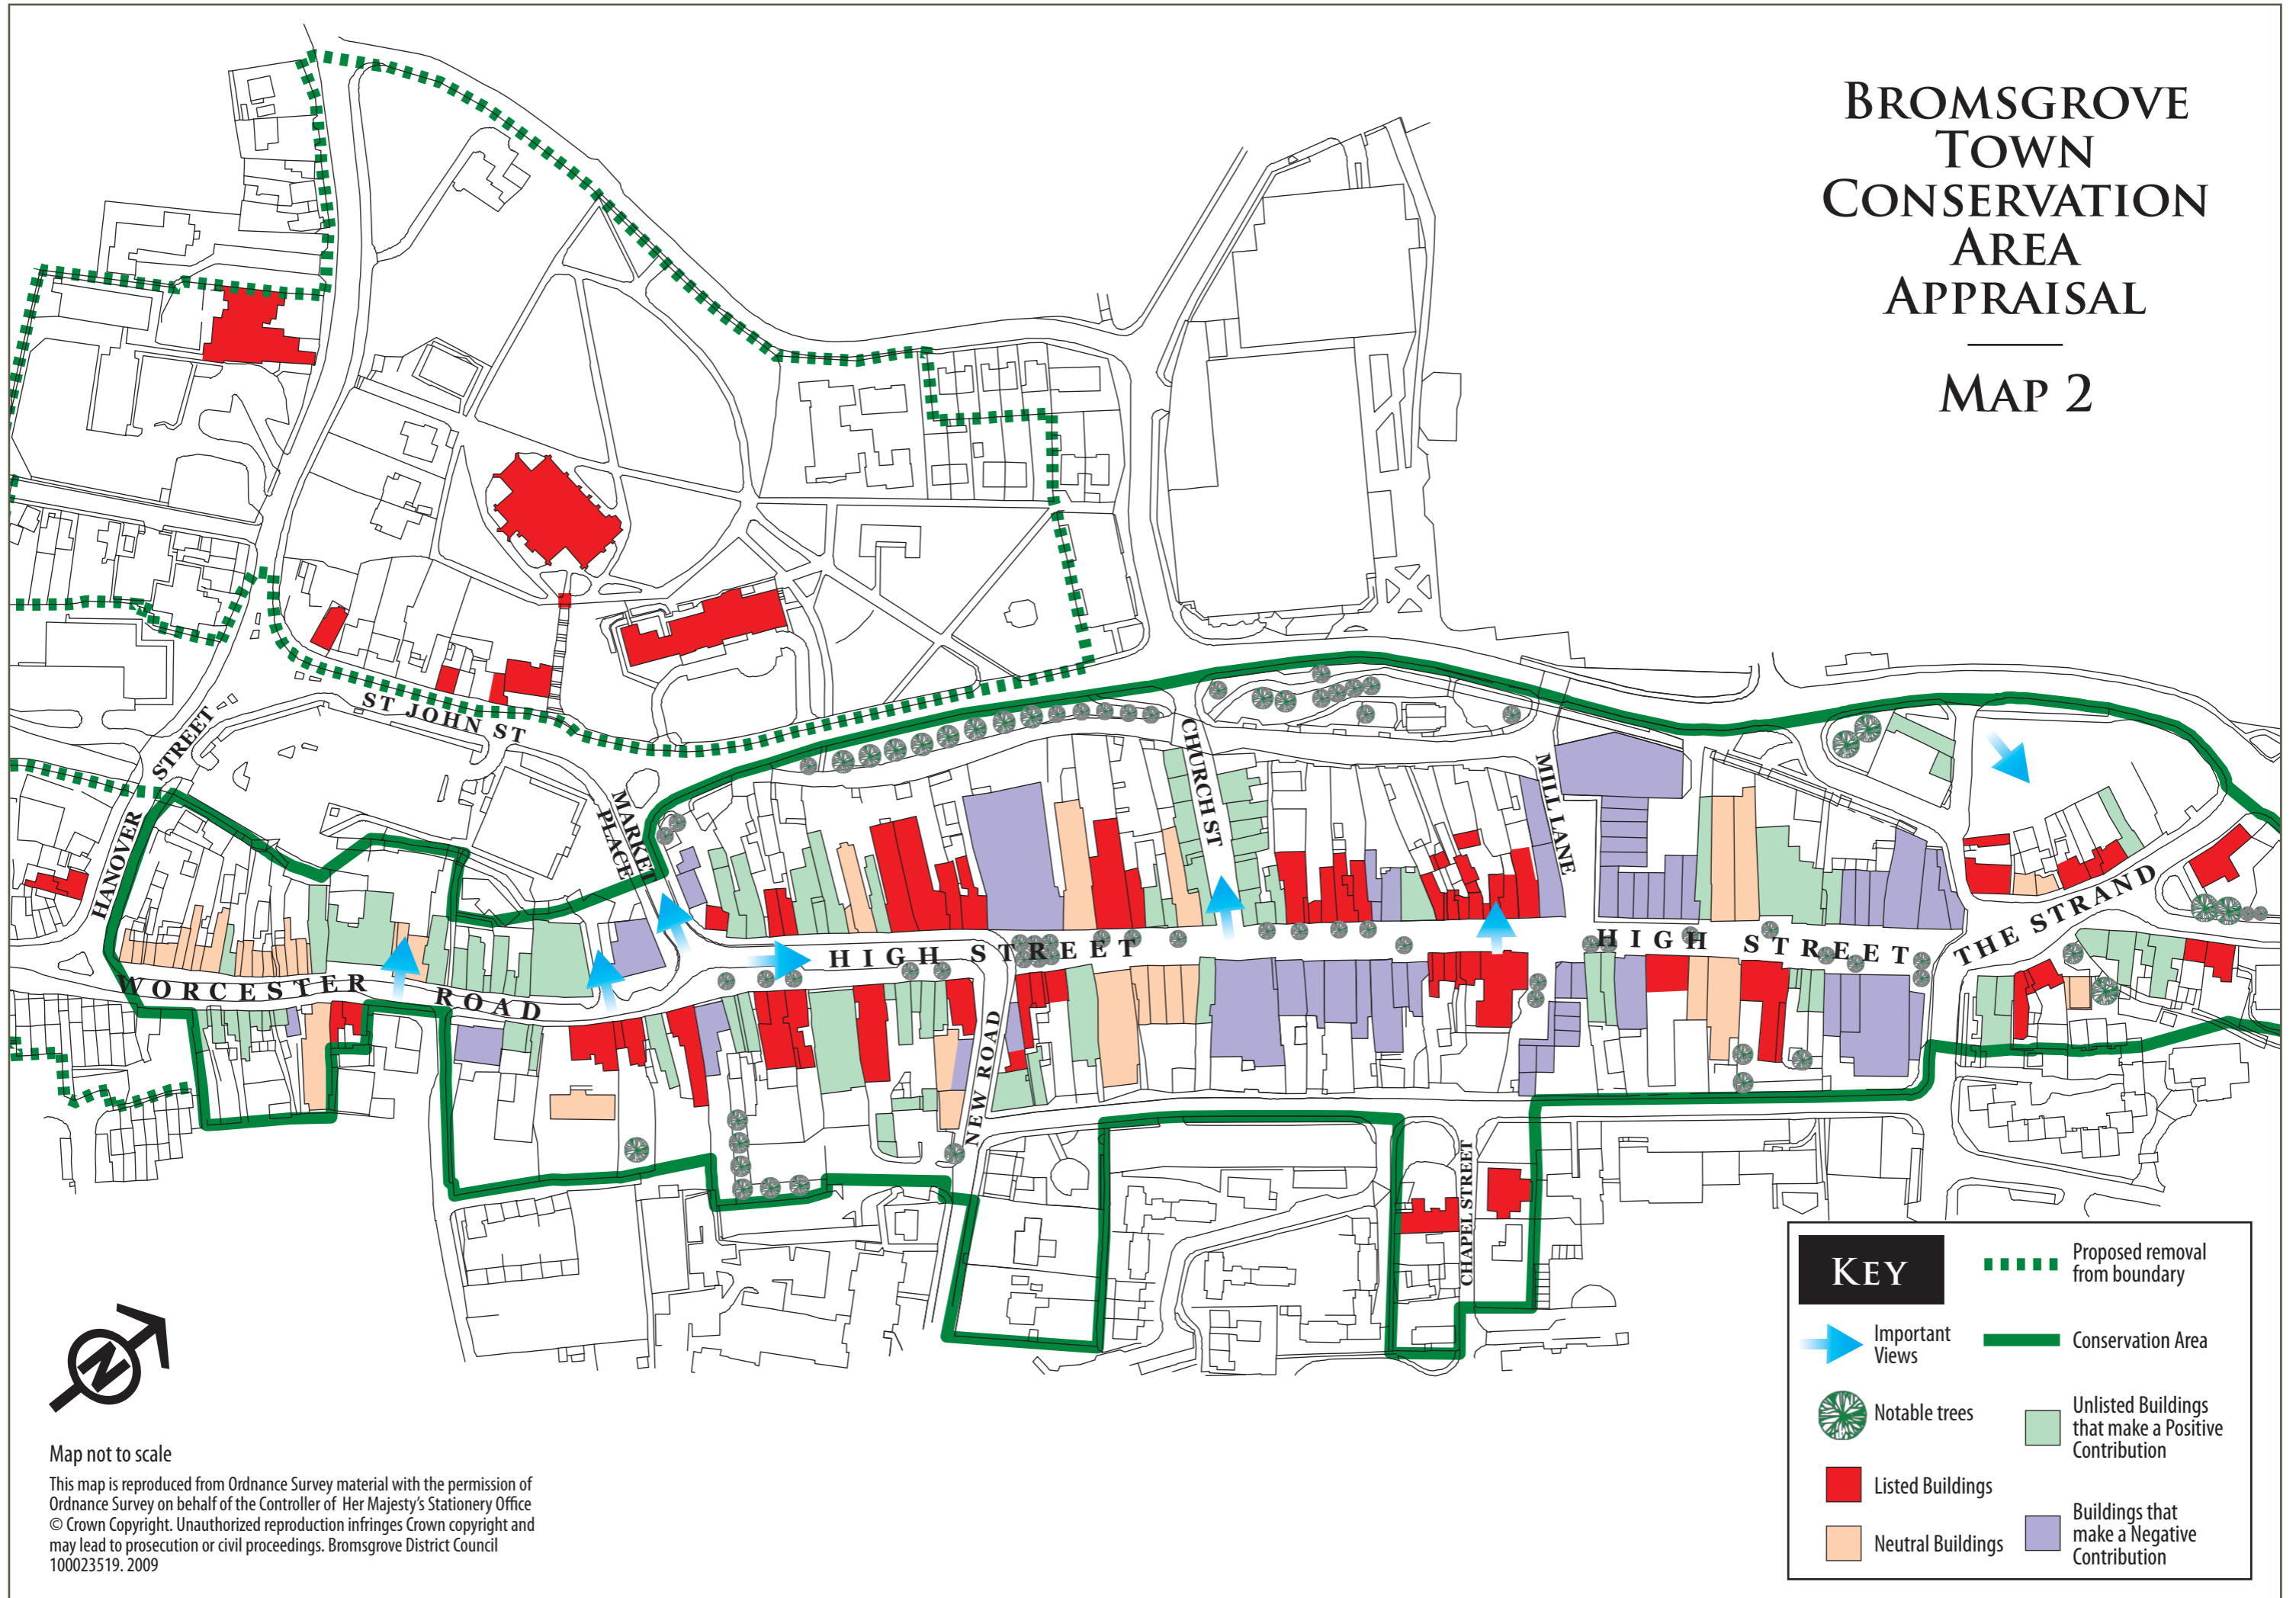 BROMSGROVE
TOWN
CONSERVATION
AREA
APPRAISAL
MAP 2
ST JOHN ST
HANOVER STREET
MARKET
PLACE
CHURCH ST
MILL LANE
HIGH STREET
HIGH STREET
THE STRAND
WORCESTER ROAD
NEW ROAD
CHAPEL STREET
N
Map not to scale
This map is reproduced from Ordnance Survey material with the permission of
Ordnance Survey on behalf of the Controller of Her Majesty's Stationery Office
© Crown Copyright. Unauthorized reproduction infringes Crown copyright and
may lead to prosecution or civil proceedings. Bromsgrove District Council
100023519. 2009
KEY
Proposed removal
from boundary
Important
Views
Conservation Area
Notable trees
Unlisted Buildings
that make a Positive
Contribution
Listed Buildings
Neutral Buildings
Buildings that
make a Negative
Contribution